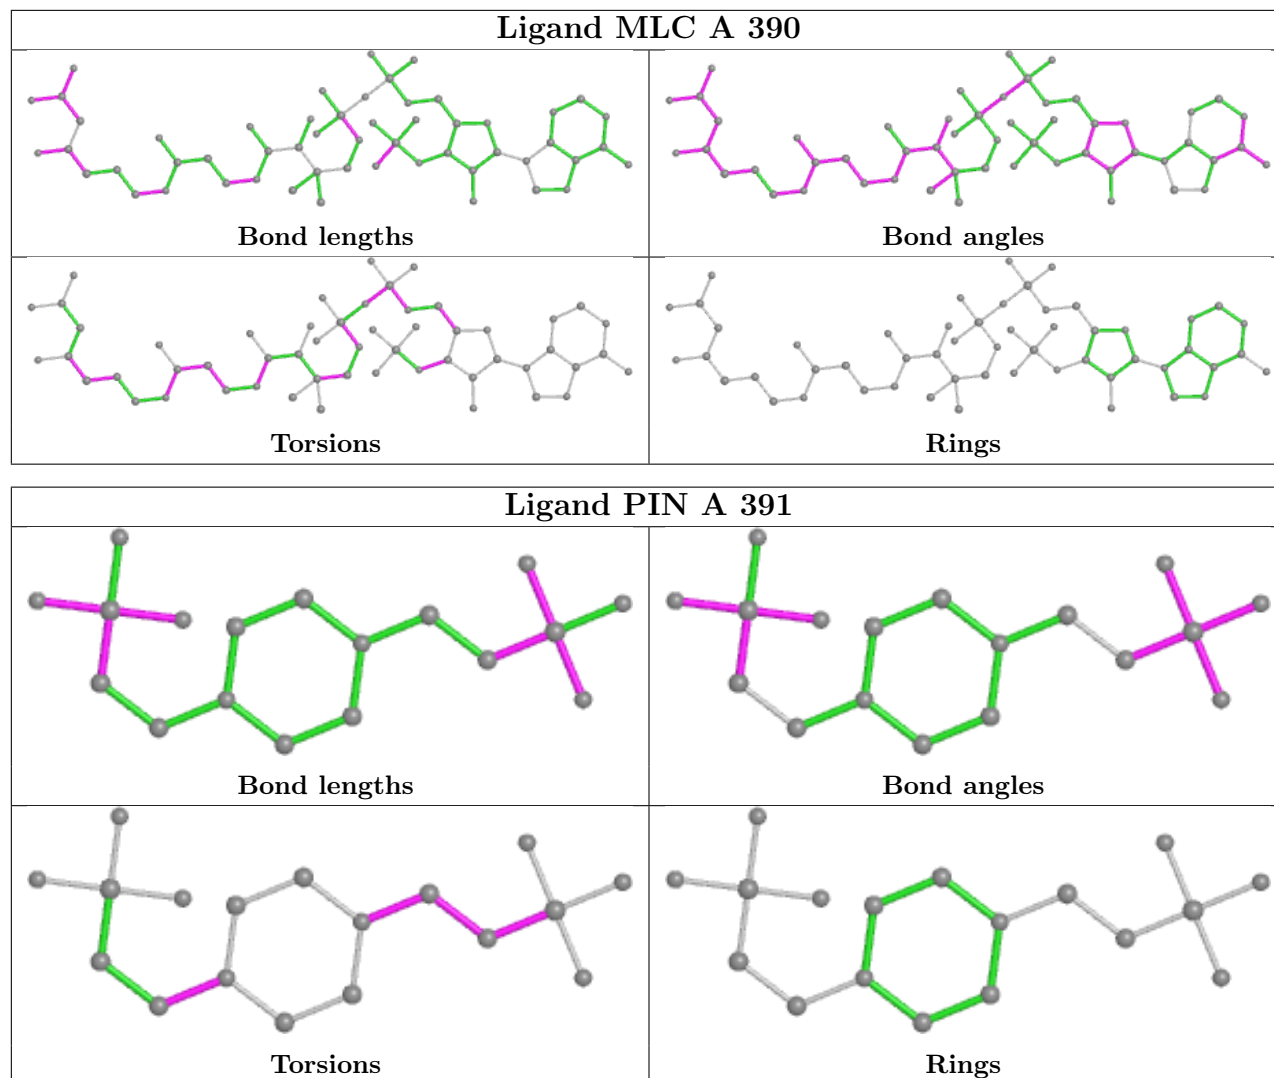 Ligand MLC A 390
Bond lengths
Bond angles
Torsions
Rings
Ligand PIN A 391
Bond lengths
Bond angles
Torsions
Rings